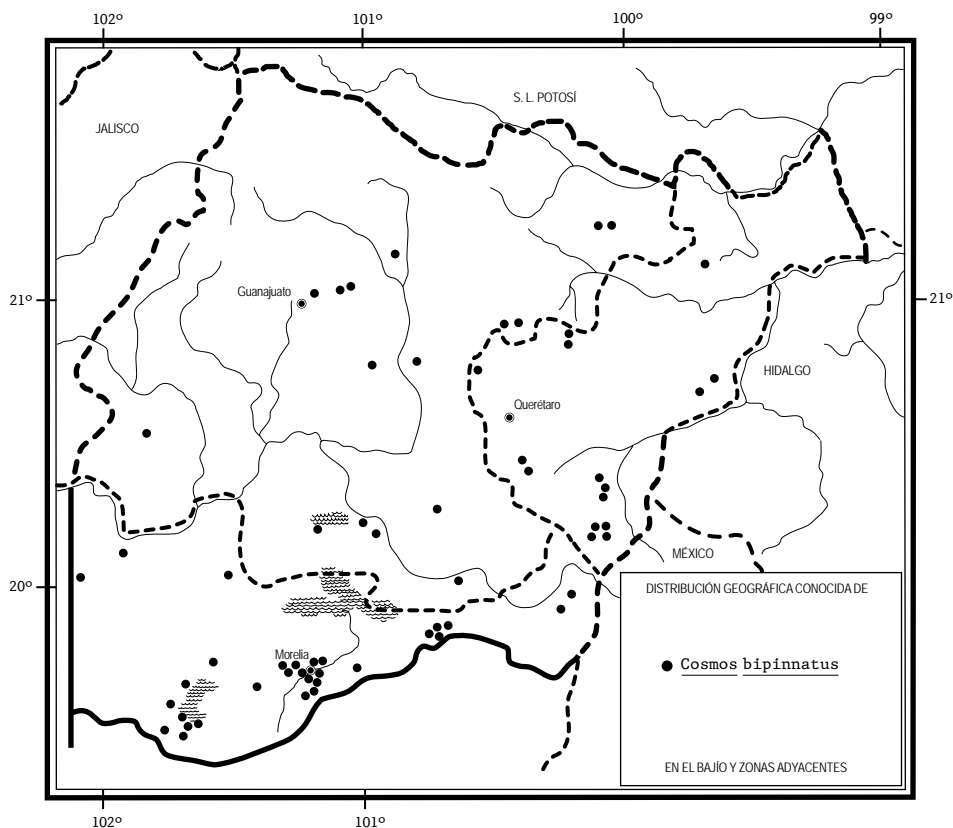 102º 101º 100º 99º
S. L. POTOSÍ
JALISCO
Guanajuato
21º 21º
HIDALGO
Querétaro
MÉXICO
20º
DISTRIBUCIÓN GEOGRÁFICA CONOCIDA DE
Morelia
Cosmos bipinnatus
EN EL BAJÍO Y ZONAS ADYACENTES
102º 101º